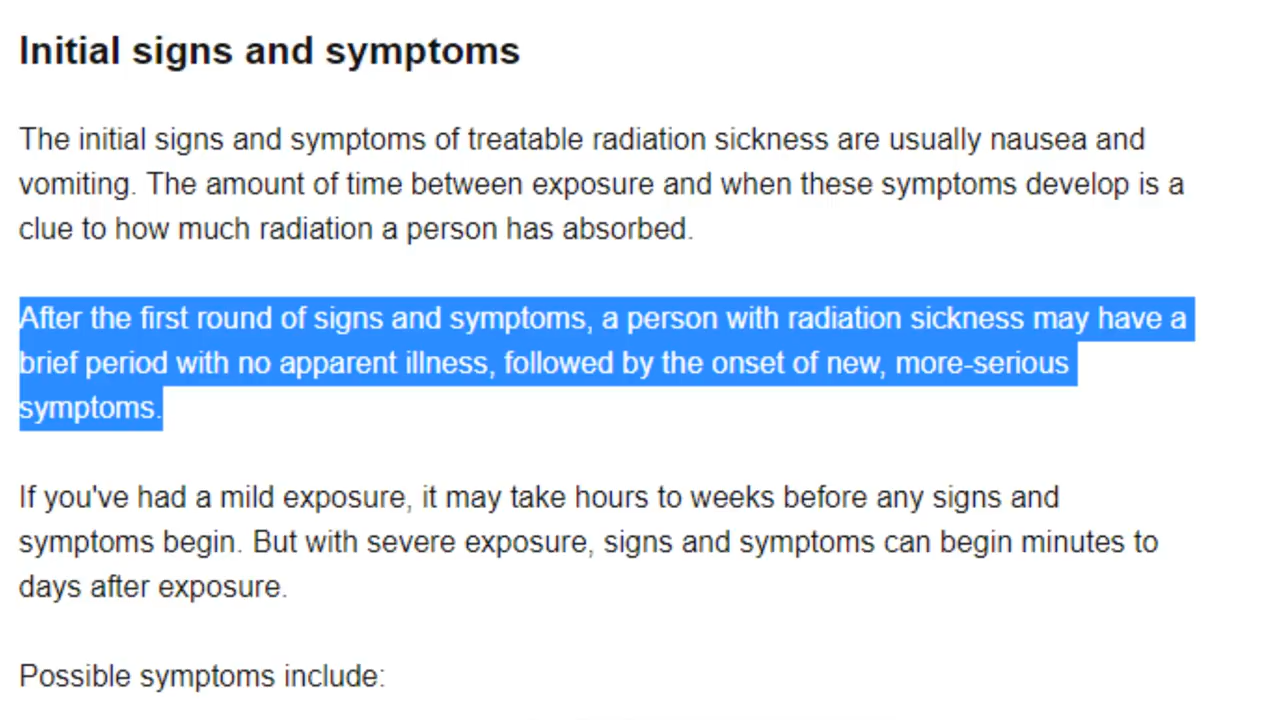 Initial signs and symptoms
The initial signs and symptoms of treatable radiation sickness are usually nausea and
vomiting. The amount of time between exposure and when these symptoms develop is a
clue to how much radiation a person has absorbed.
After the first round of signs and symptoms, a person with radiation sickness may have a
brief period with no apparent illness, followed by the onset of new, more-serious
symptoms.
If you've had a mild exposure, it may take hours to weeks before any signs and
symptoms begin. But with severe exposure, signs and symptoms can begin minutes to
days after exposure.
Possible symptoms include: